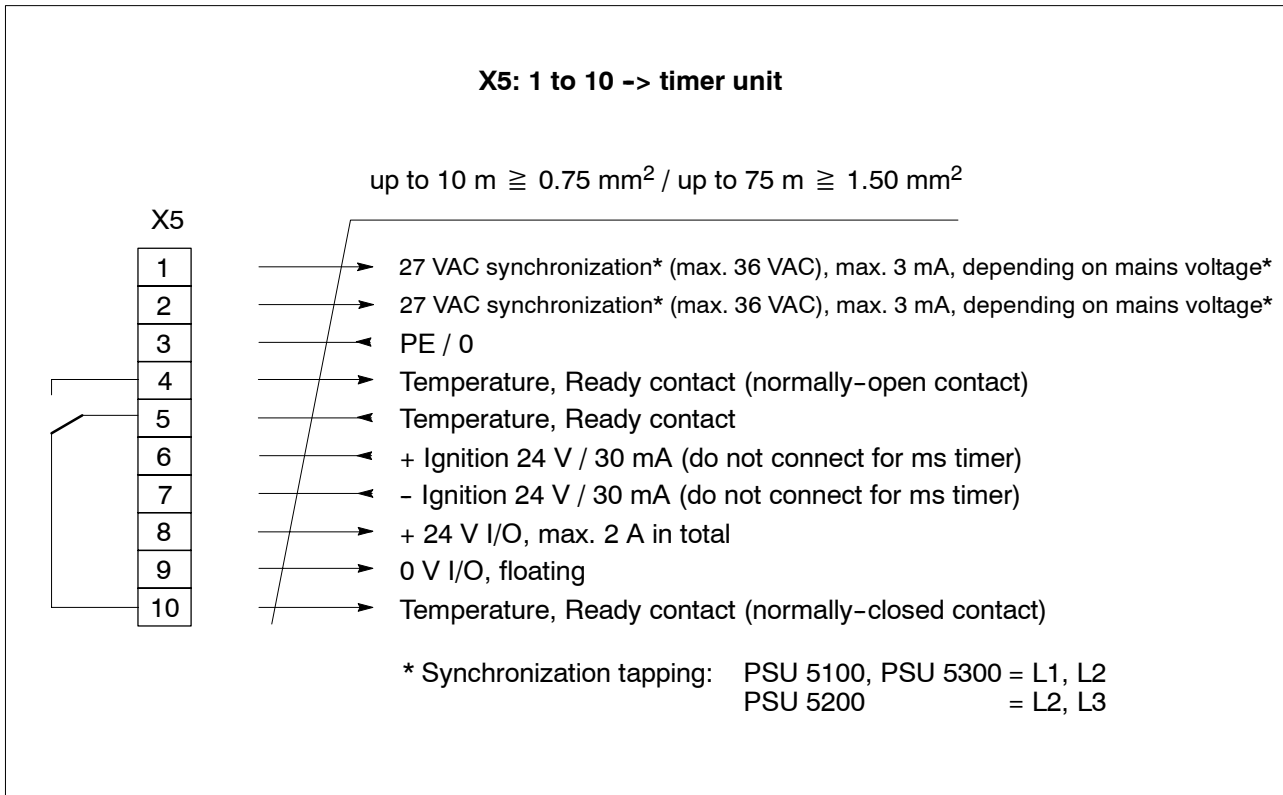 X5: 1 to 10 -> timer unit
up to 10 m ≧ 0.75 mm² / up to 75 m ≧ 1.50 mm²
X5
1 27 VAC synchronization* (max. 36 VAC), max. 3 mA, depending on mains voltage*
2 27 VAC synchronization* (max. 36 VAC), max. 3 mA, depending on mains voltage*
3 PE / 0
4 Temperature, Ready contact (normally-open contact)
5 Temperature, Ready contact
6 + Ignition 24 V / 30 mA (do not connect for ms timer)
7 - Ignition 24 V / 30 mA (do not connect for ms timer)
8 + 24 V I/O, max. 2 A in total
9 0 V I/O, floating
10 Temperature, Ready contact (normally-closed contact)
* Synchronization tapping: PSU 5100, PSU 5300 = L1, L2
PSU 5200 = L2, L3